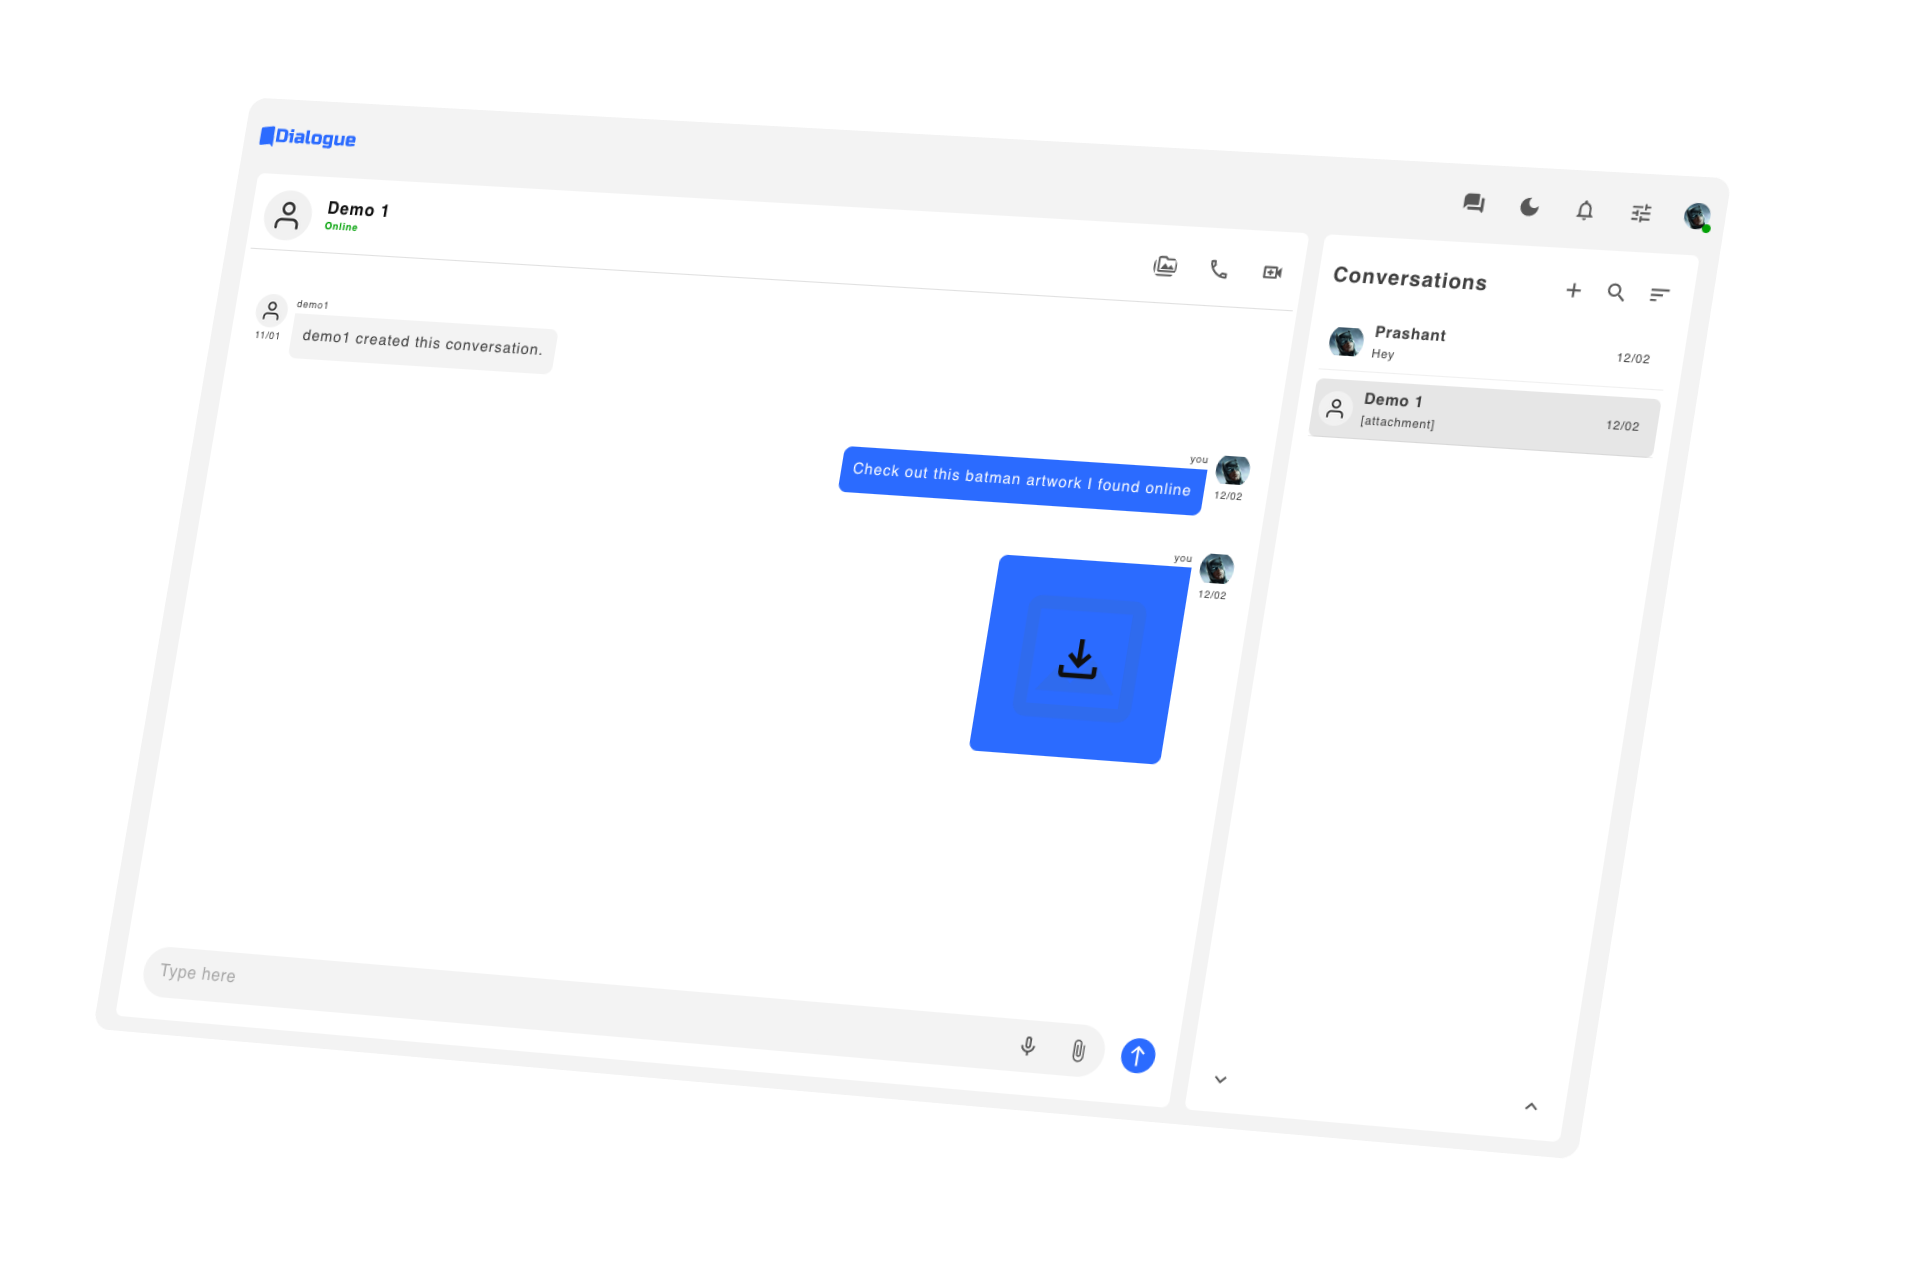 Dialogue
Demo 1
Online
demo1
11/01
demo1 created this conversation.
you
Check out this batman artwork I found online
12/02
you
12/02
Type here
Conversations
Prashant
Hey
12/02
Demo 1
[attachment]
12/02